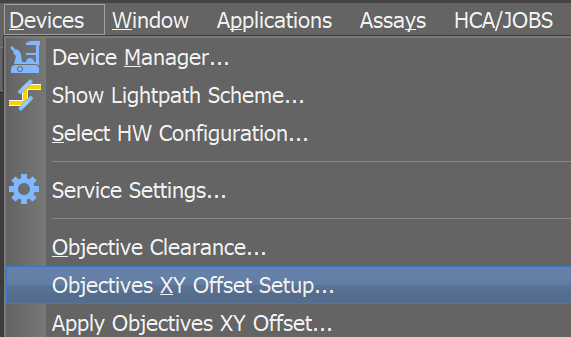 Devices Window Applications Assays HCA/JOBS
Device Manager...
Show Lightpath Scheme...
Select HW Configuration...
Service Settings...
Objective Clearance...
Objectives XY Offset Setup...
Apply Objectives XY Offset...